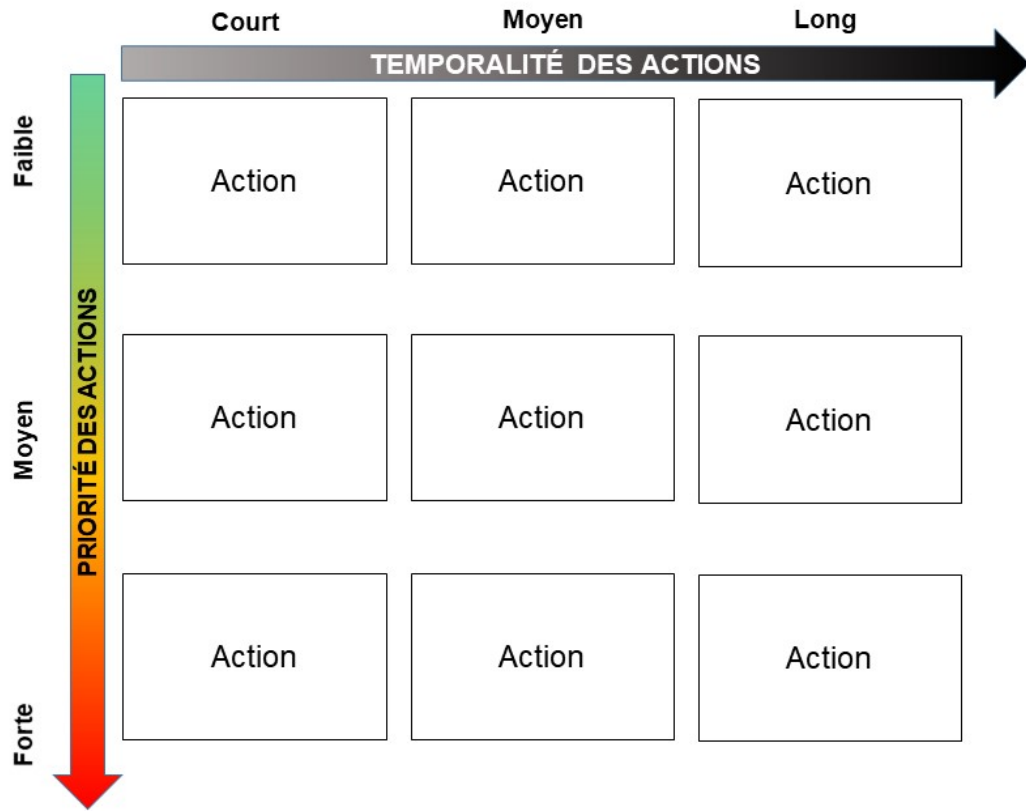 Court Moyen Long
TEMPORALITÉ DES ACTIONS
Faible
Action Action Action
PRIORITÉ DES ACTIONS
Moyen
Action Action Action
Forte
Action Action Action